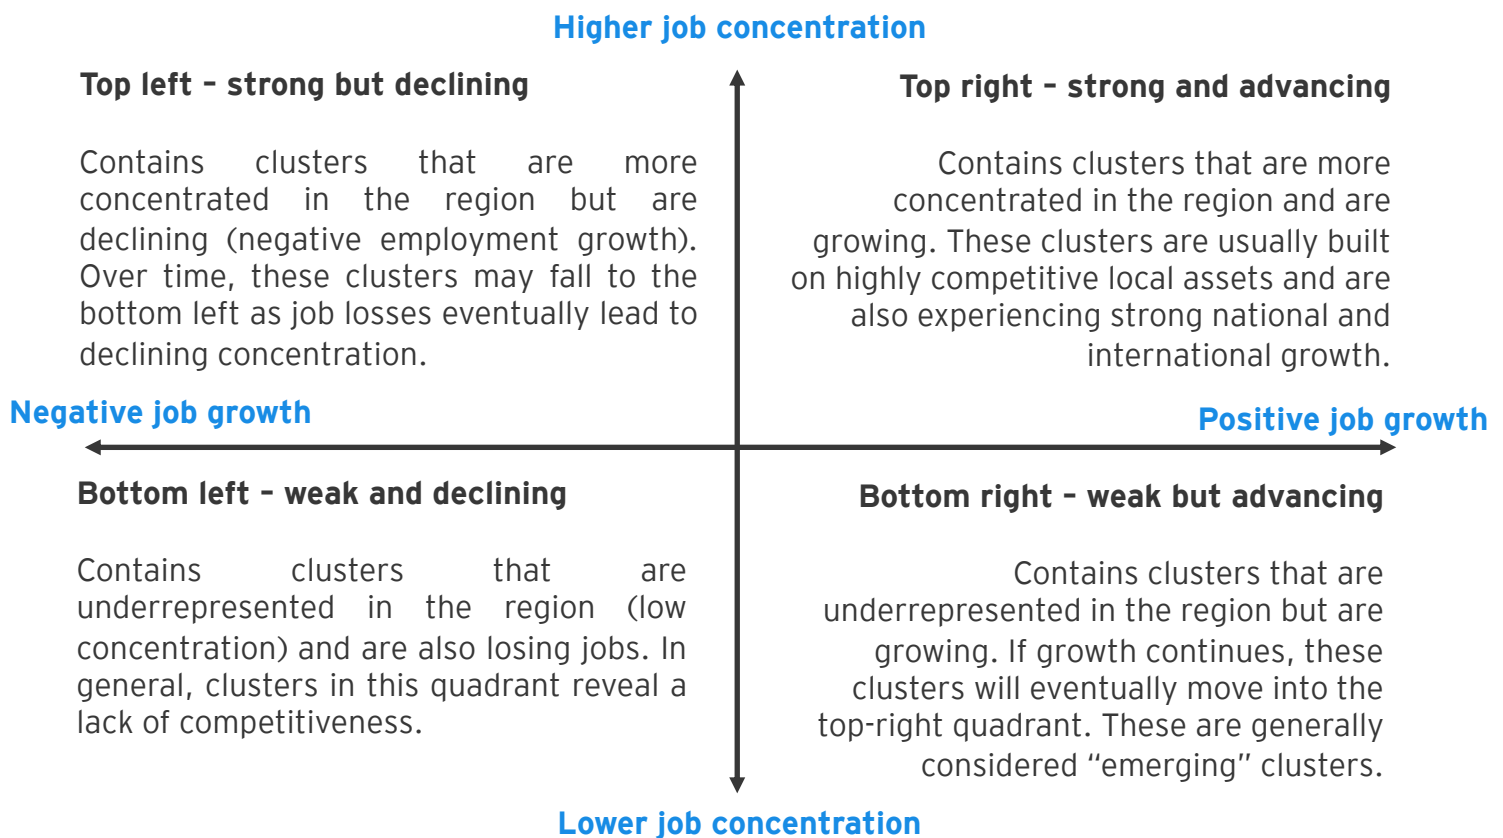 Higher job concentration
Top left – strong but declining
Contains clusters that are more
concentrated in the region but are
declining (negative employment growth).
Over time, these clusters may fall to the
bottom left as job losses eventually lead to
declining concentration.
Top right – strong and advancing
Contains clusters that are more
concentrated in the region and are
growing. These clusters are usually built
on highly competitive local assets and are
also experiencing strong national and
international growth.
Negative job growth
Positive job growth
Bottom left – weak and declining
Contains clusters that are
underrepresented in the region (low
concentration) and are also losing jobs. In
general, clusters in this quadrant reveal a
lack of competitiveness.
Bottom right – weak but advancing
Contains clusters that are
underrepresented in the region but are
growing. If growth continues, these
clusters will eventually move into the
top-right quadrant. These are generally
considered “emerging” clusters.
Lower job concentration